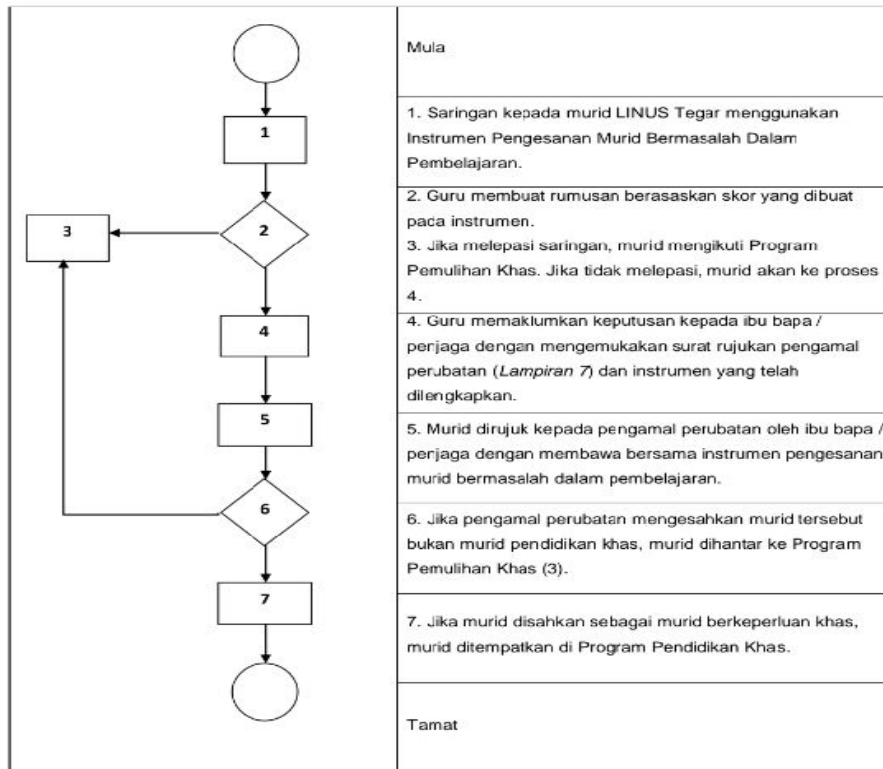 Mula
1
1. Saringan kepada murid LINUS Tegar menggunakan
Instrumen Pengesanan Murid Bermasalah Dalam
Pembelajaran.
2
3
2. Guru membuat rumusan berasaskan skor yang dibuat
pada instrumen.
3. Jika melepasi saringan, murid mengikuti Program
Pemulihan Khas. Jika tidak melepasi, murid akan ke proses
4.
4
4. Guru memaklumkan keputusan kepada ibu bapa /
penjaga dengan mengemukakan surat rujukan pengamal
perubatan (Lampiran 7) dan instrumen yang telah
dilengkapkan.
5
5. Murid dirujuk kepada pengamal perubatan oleh ibu bapa /
penjaga dengan membawa bersama instrumen pengesanan
murid bermasalah dalam pembelajaran.
6
6. Jika pengamal perubatan mengesahkan murid tersebut
bukan murid pendidikan khas, murid dihantar ke Program
Pemulihan Khas (3).
7
7. Jika murid disahkan sebagai murid berkeperluan khas,
murid ditempatkan di Program Pendidikan Khas.
Tamat